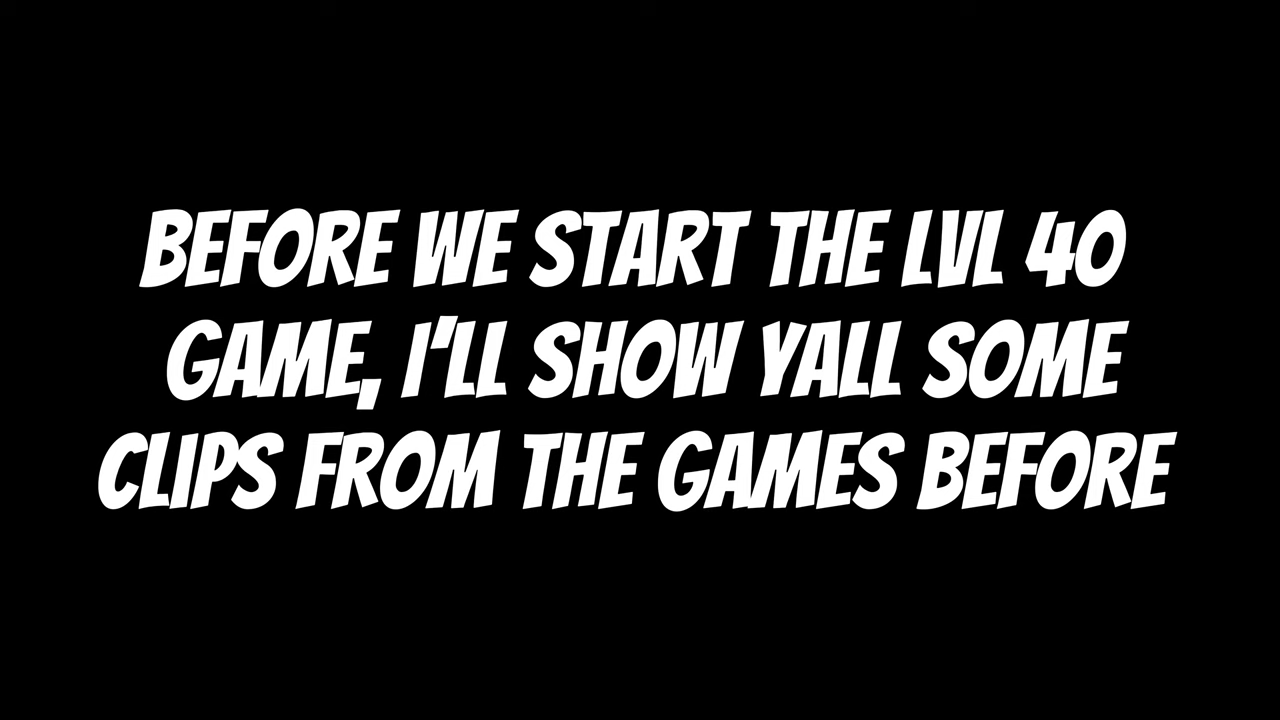 BEFORE WE START THE LVL 40
GAME, I'LL SHOW YALL SOME
CLIPS FROM THE GAMES BEFORE